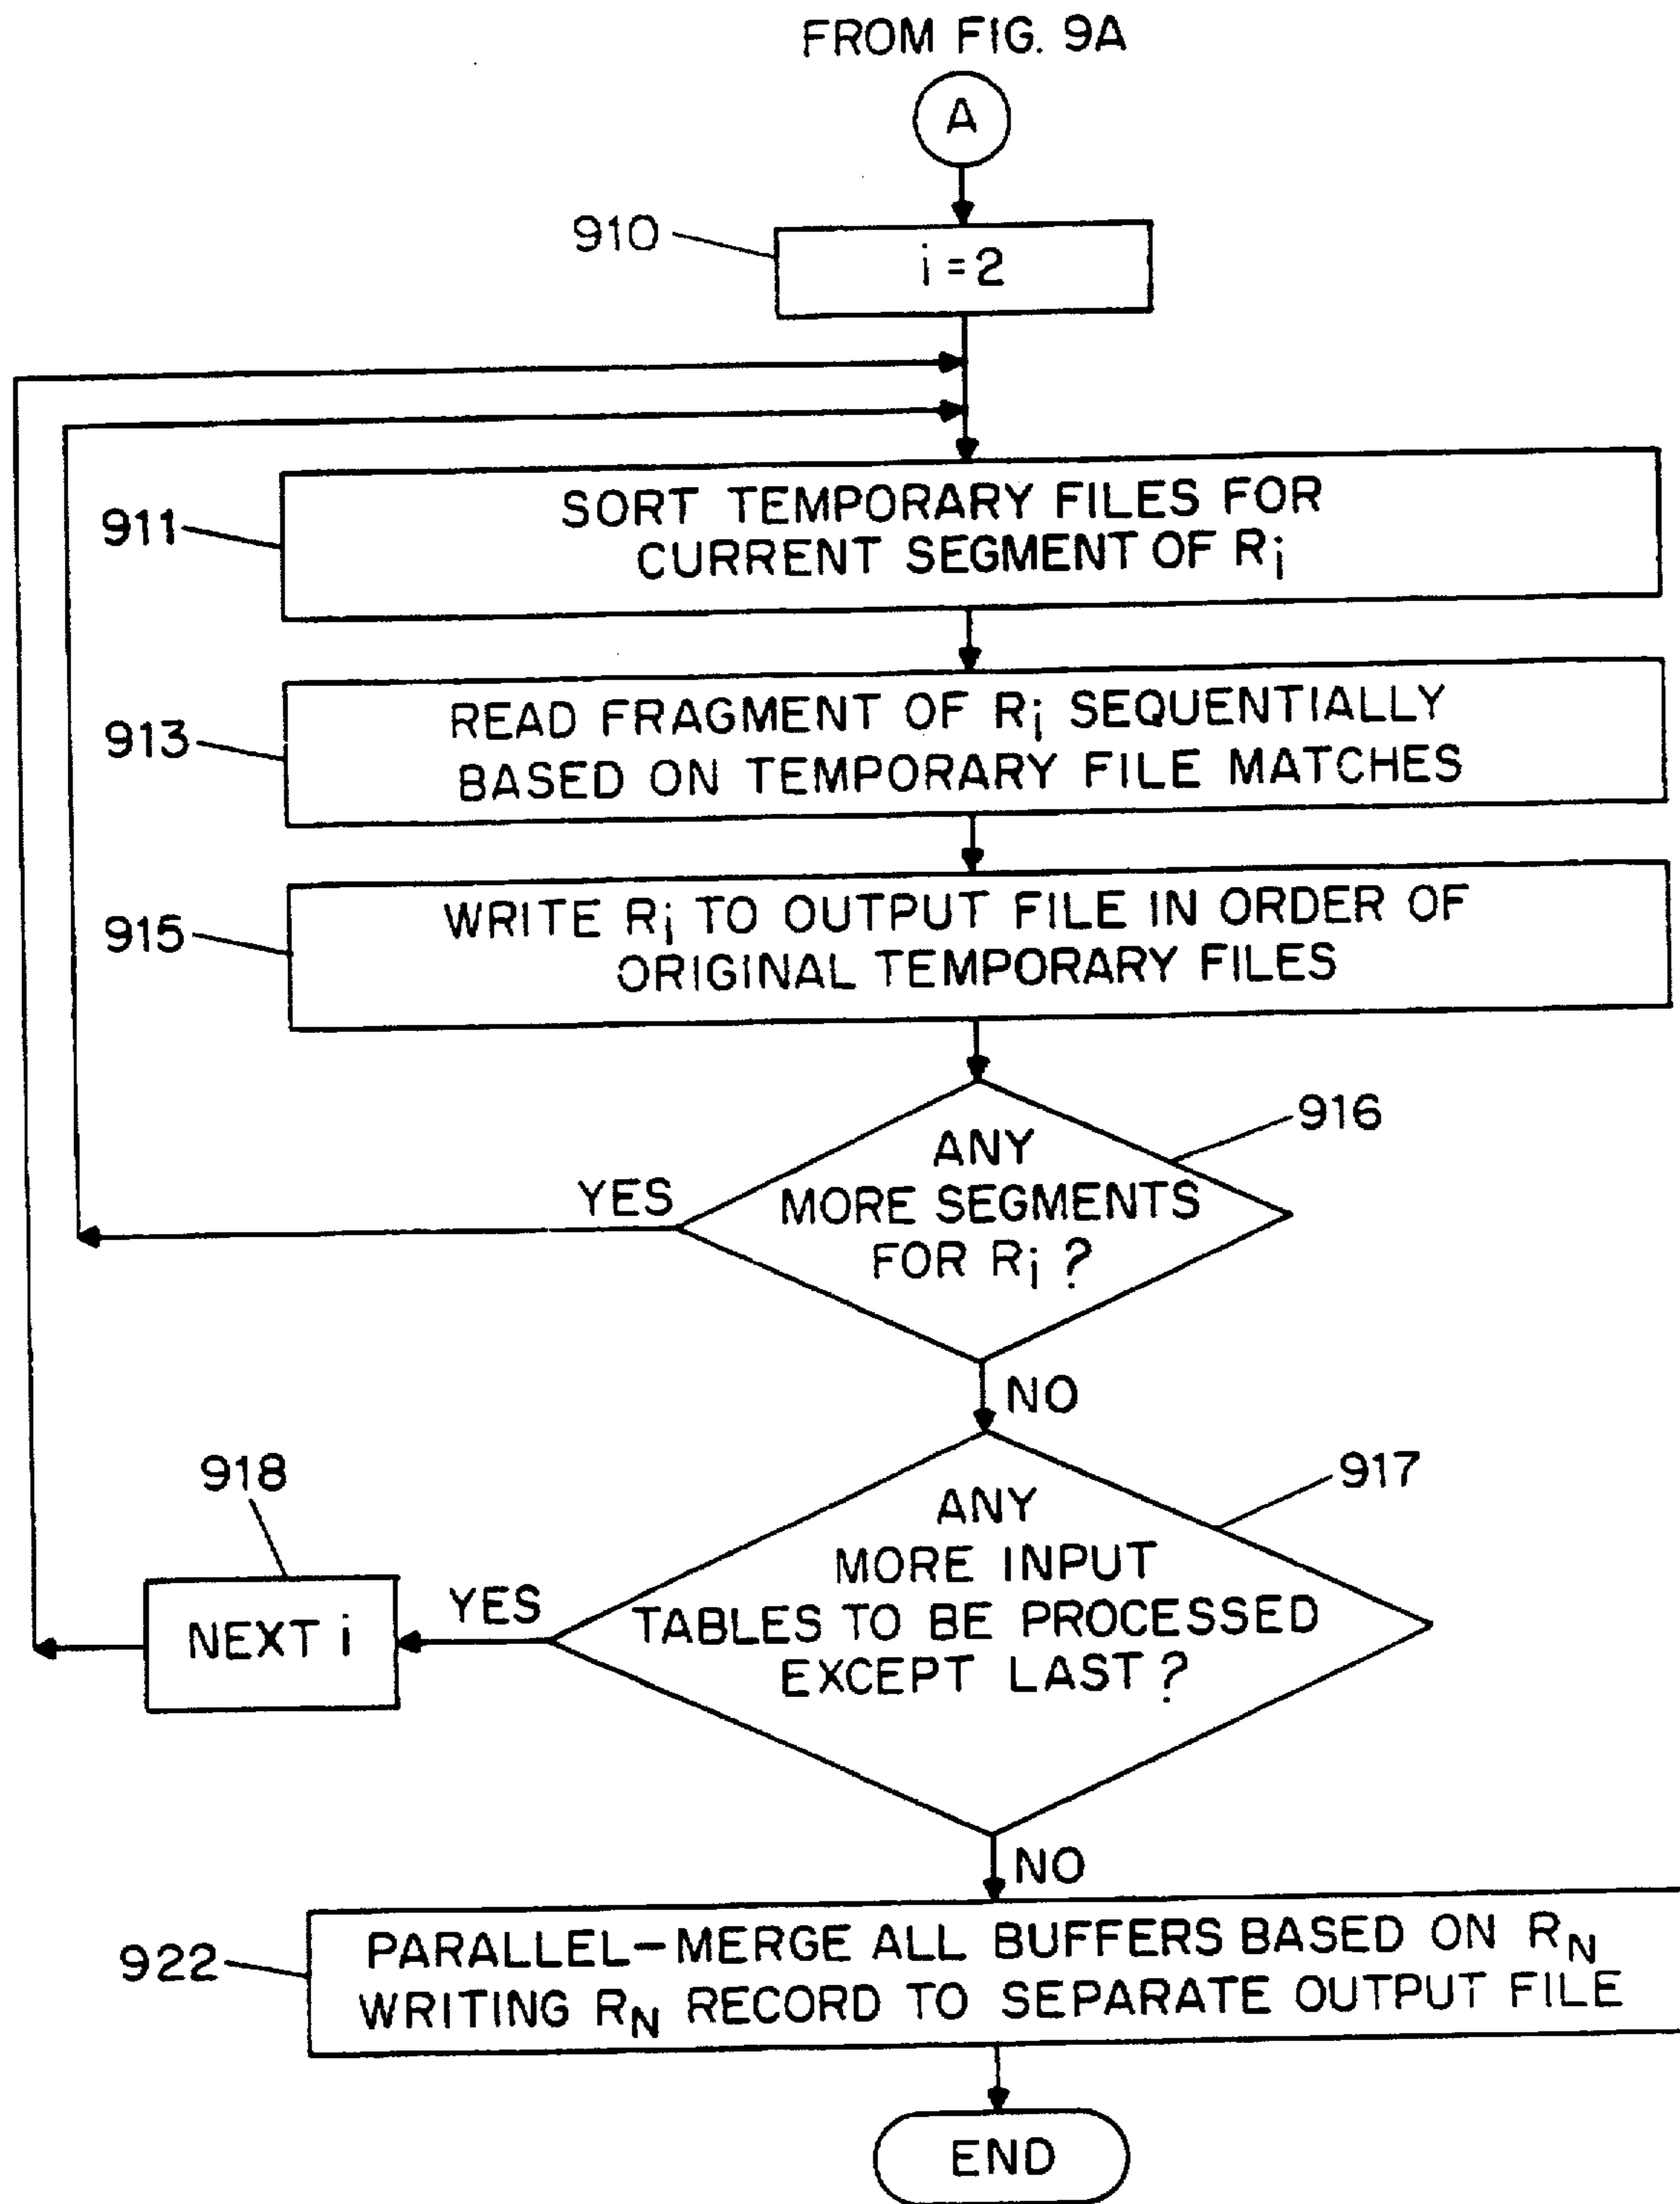 FROM FIG. 9A
A
910
i = 2
911
SORT TEMPORARY FILES FOR
CURRENT SEGMENT OF Ri
913
READ FRAGMENT OF Ri SEQUENTIALLY
BASED ON TEMPORARY FILE MATCHES
915
WRITE Ri TO OUTPUT FILE IN ORDER OF
ORIGINAL TEMPORARY FILES
916
ANY
MORE SEGMENTS
FOR Ri ?
YES
NO
917
ANY
MORE INPUT
TABLES TO BE PROCESSED
EXCEPT LAST ?
YES
918
NEXT i
NO
922
PARALLEL-MERGE ALL BUFFERS BASED ON RN
WRITING RN RECORD TO SEPARATE OUTPUT FILE
END